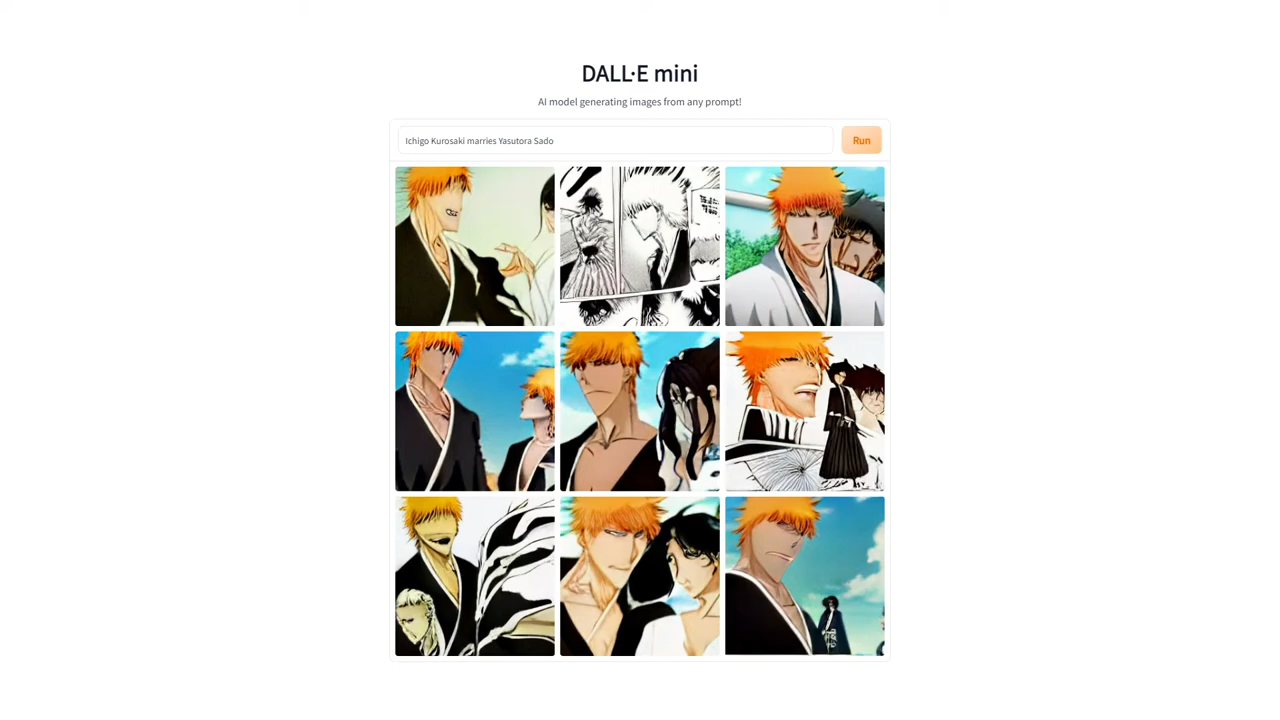 DALL·E mini
AI model generating images from any prompt!
Ichigo Kurosaki marries Yasutora Sado
Run